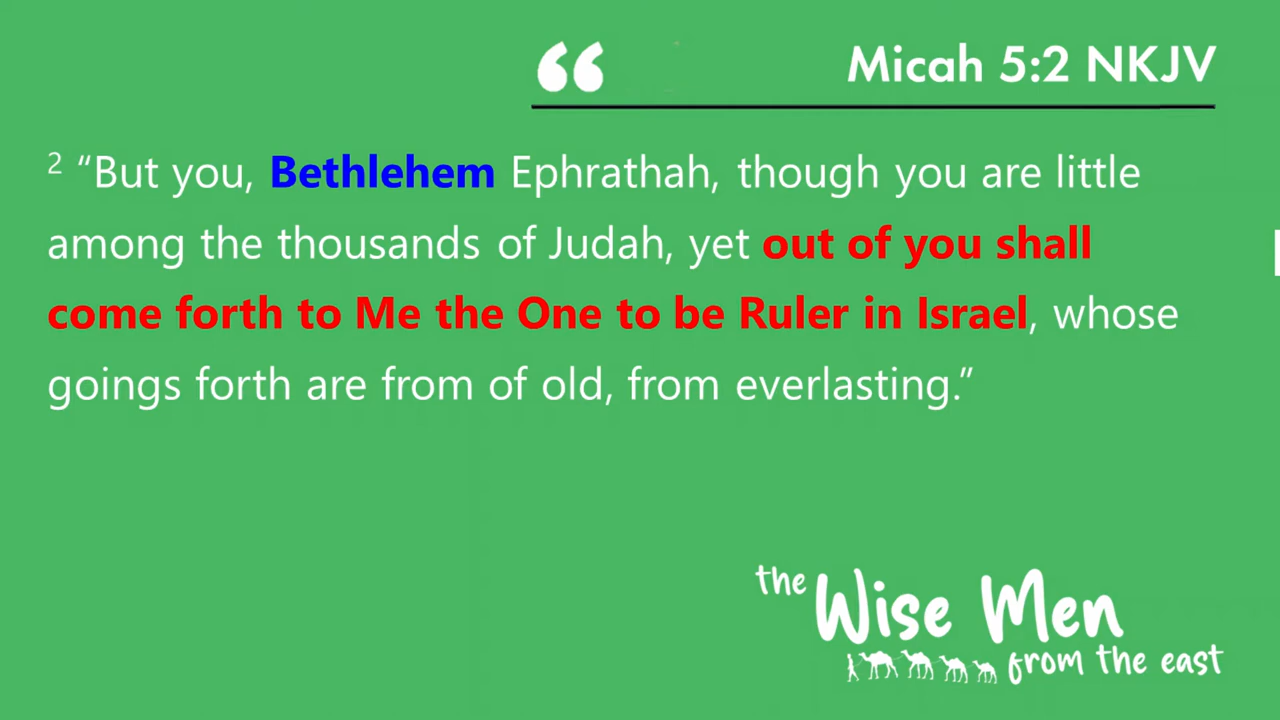 “
Micah 5:2 NKJV
2 “But you, Bethlehem Ephrathah, though you are little
among the thousands of Judah, yet out of you shall
come forth to Me the One to be Ruler in Israel, whose
goings forth are from of old, from everlasting.”
the Wise Men
from the east